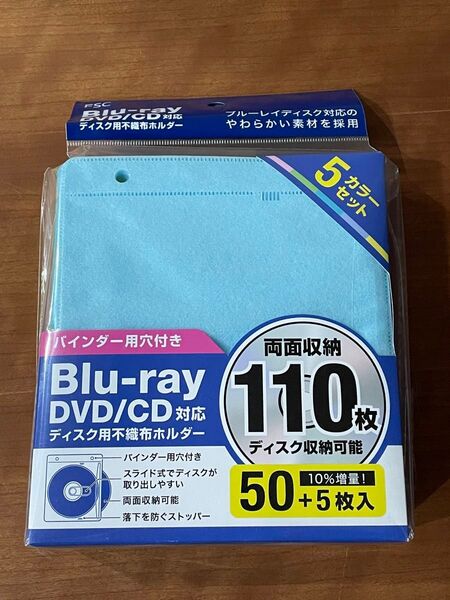 FSC
Blu-ray
DVD/CD対応
ディスク用不織布ホルダー
ブルーレイディスク対応の
やわらかい素材を採用
5カラー
セット
バインダー用穴付き
Blu-ray
DVD/CD対応
ディスク用不織布ホルダー
バインダー用穴付き
スライド式でディスクが
取り出しやすい
両面収納可能
落下を防ぐストッパー
両面収納
110枚
ディスク収納可能
10%増量!
50+5枚入